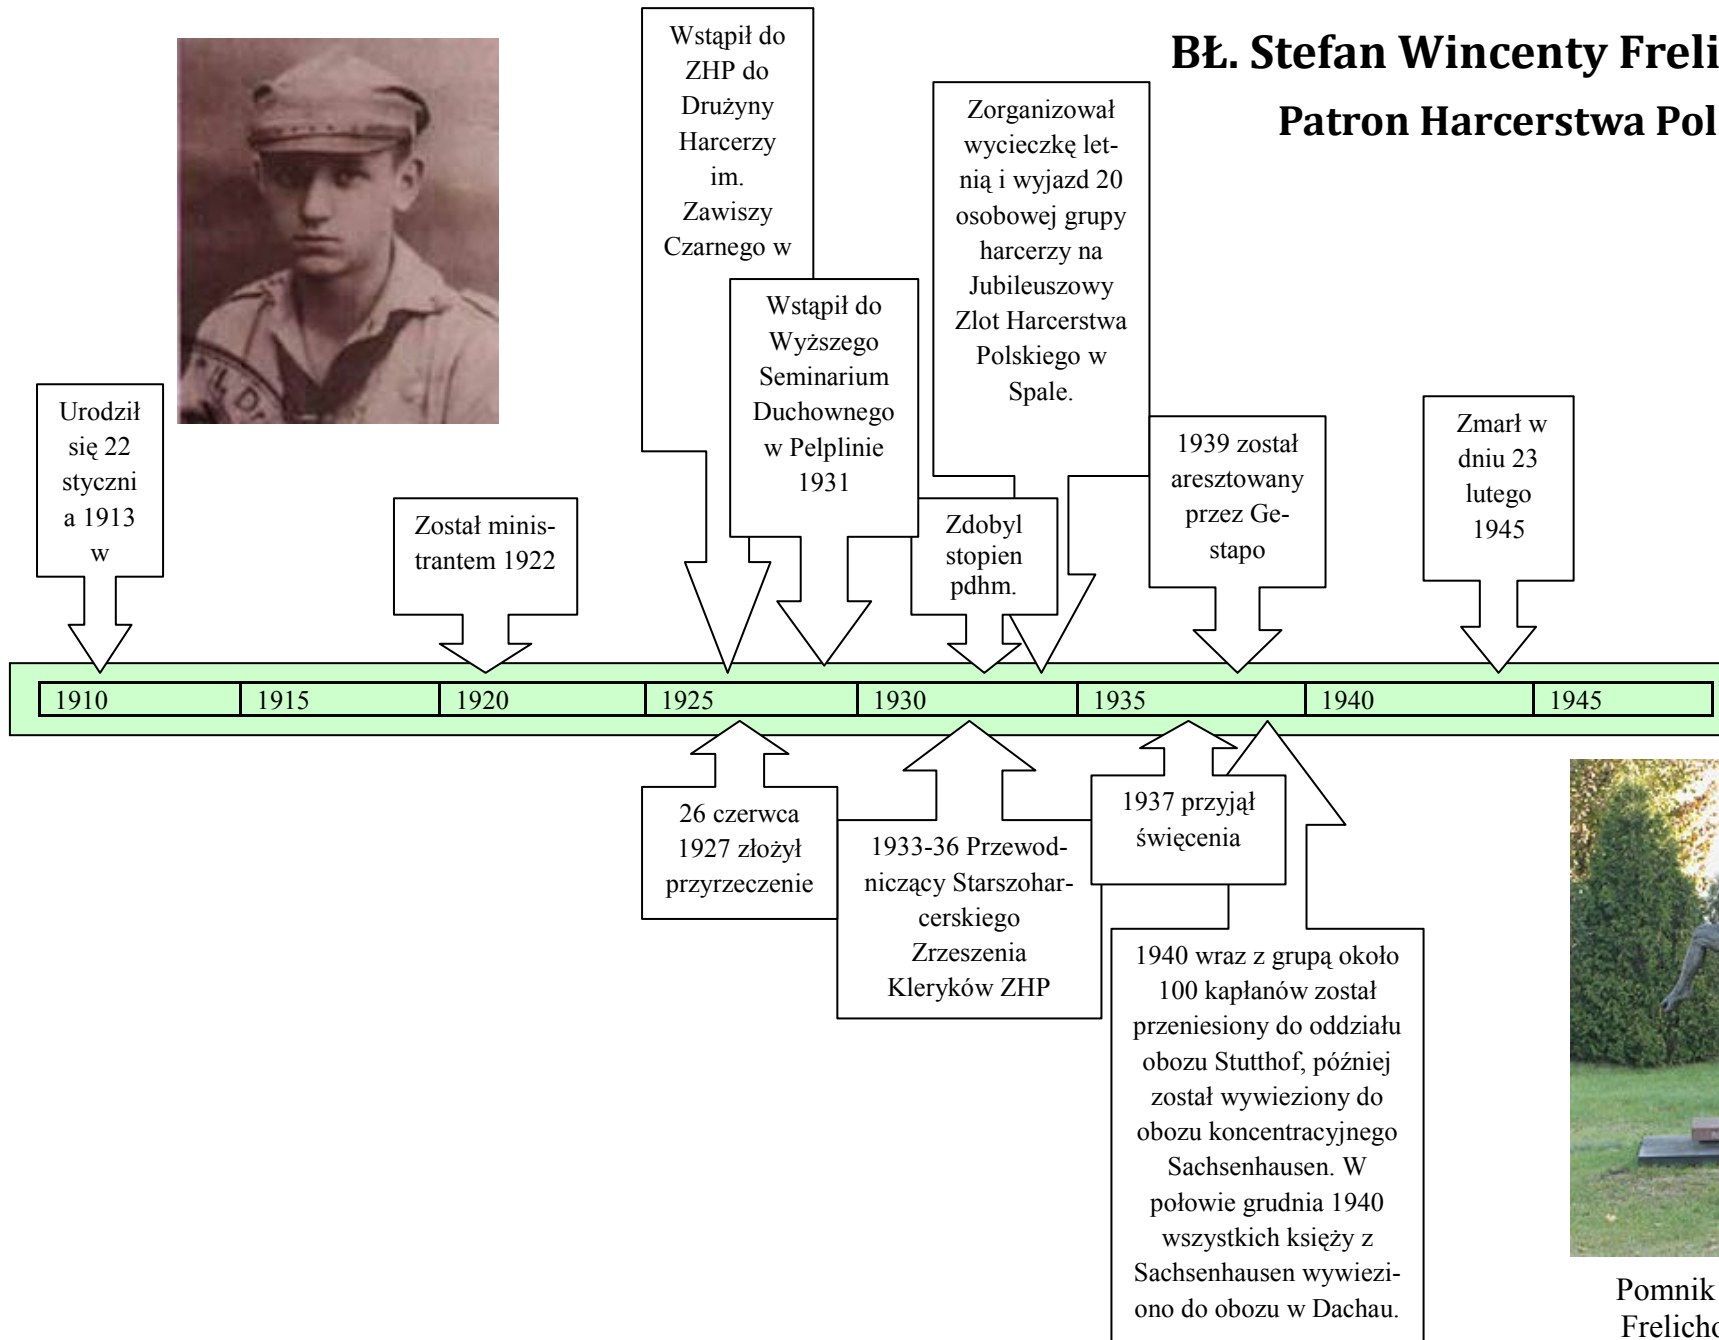 BŁ. Stefan Wincenty Freli
Patron Harcerstwa Pol
Wstąpił do
ZHP do
Drużyny
Harcerzy
im.
Zawiszy
Czarnego w
Zorganizował
wycieczkę let-
nią i wyjazd 20
osobowej grupy
harcerzy na
Jubileuszowy
Zlot Harcerstwa
Polskiego w
Spale.
Wstąpił do
Wyższego
Seminarium
Duchownego
w Pelplinie
1931
Urodził
się 22
styczni
a 1913
w
Został minis-
trantem 1922
Zdobyl
stopien
pdhm.
1939 został
aresztowany
przez Ge-
stapo
Zmarł w
dniu 23
lutego
1945
1910 1915 1920 1925 1930 1935 1940 1945
26 czerwca
1927 złożył
przyrzeczenie
1933-36 Przewod-
niczący Starszohar-
cerskiego
Zrzeszenia
Kleryków ZHP
1937 przyjął
święcenia
1940 wraz z grupą około
100 kapłanów został
przeniesiony do oddziału
obozu Stutthof, później
został wywieziony do
obozu koncentracyjnego
Sachsenhausen. W
połowie grudnia 1940
wszystkich księży z
Sachsenhausen wywiezi-
ono do obozu w Dachau.
Pomnik
Frelicho